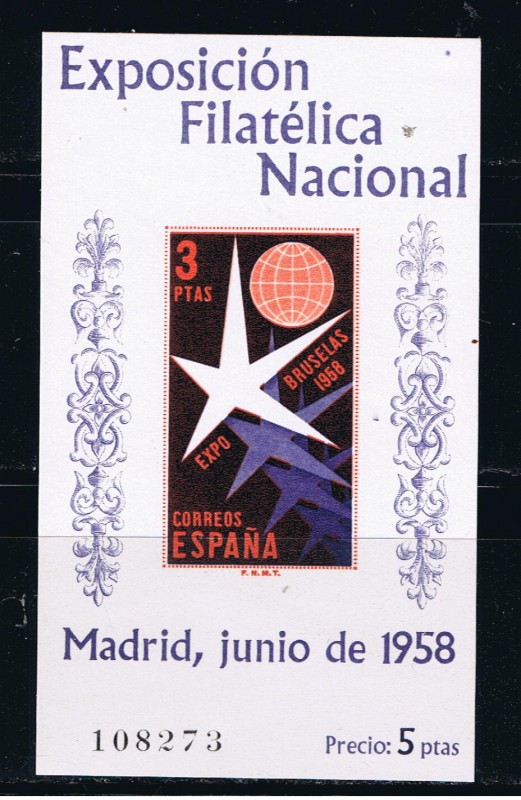 Exposición
Filatélica
Nacional
3
PTAS
BRUSELAS
1958
EXPO
CORREOS
ESPAÑA
F.N.M.T.
Madrid, junio de 1958
108273
Precio: 5 ptas